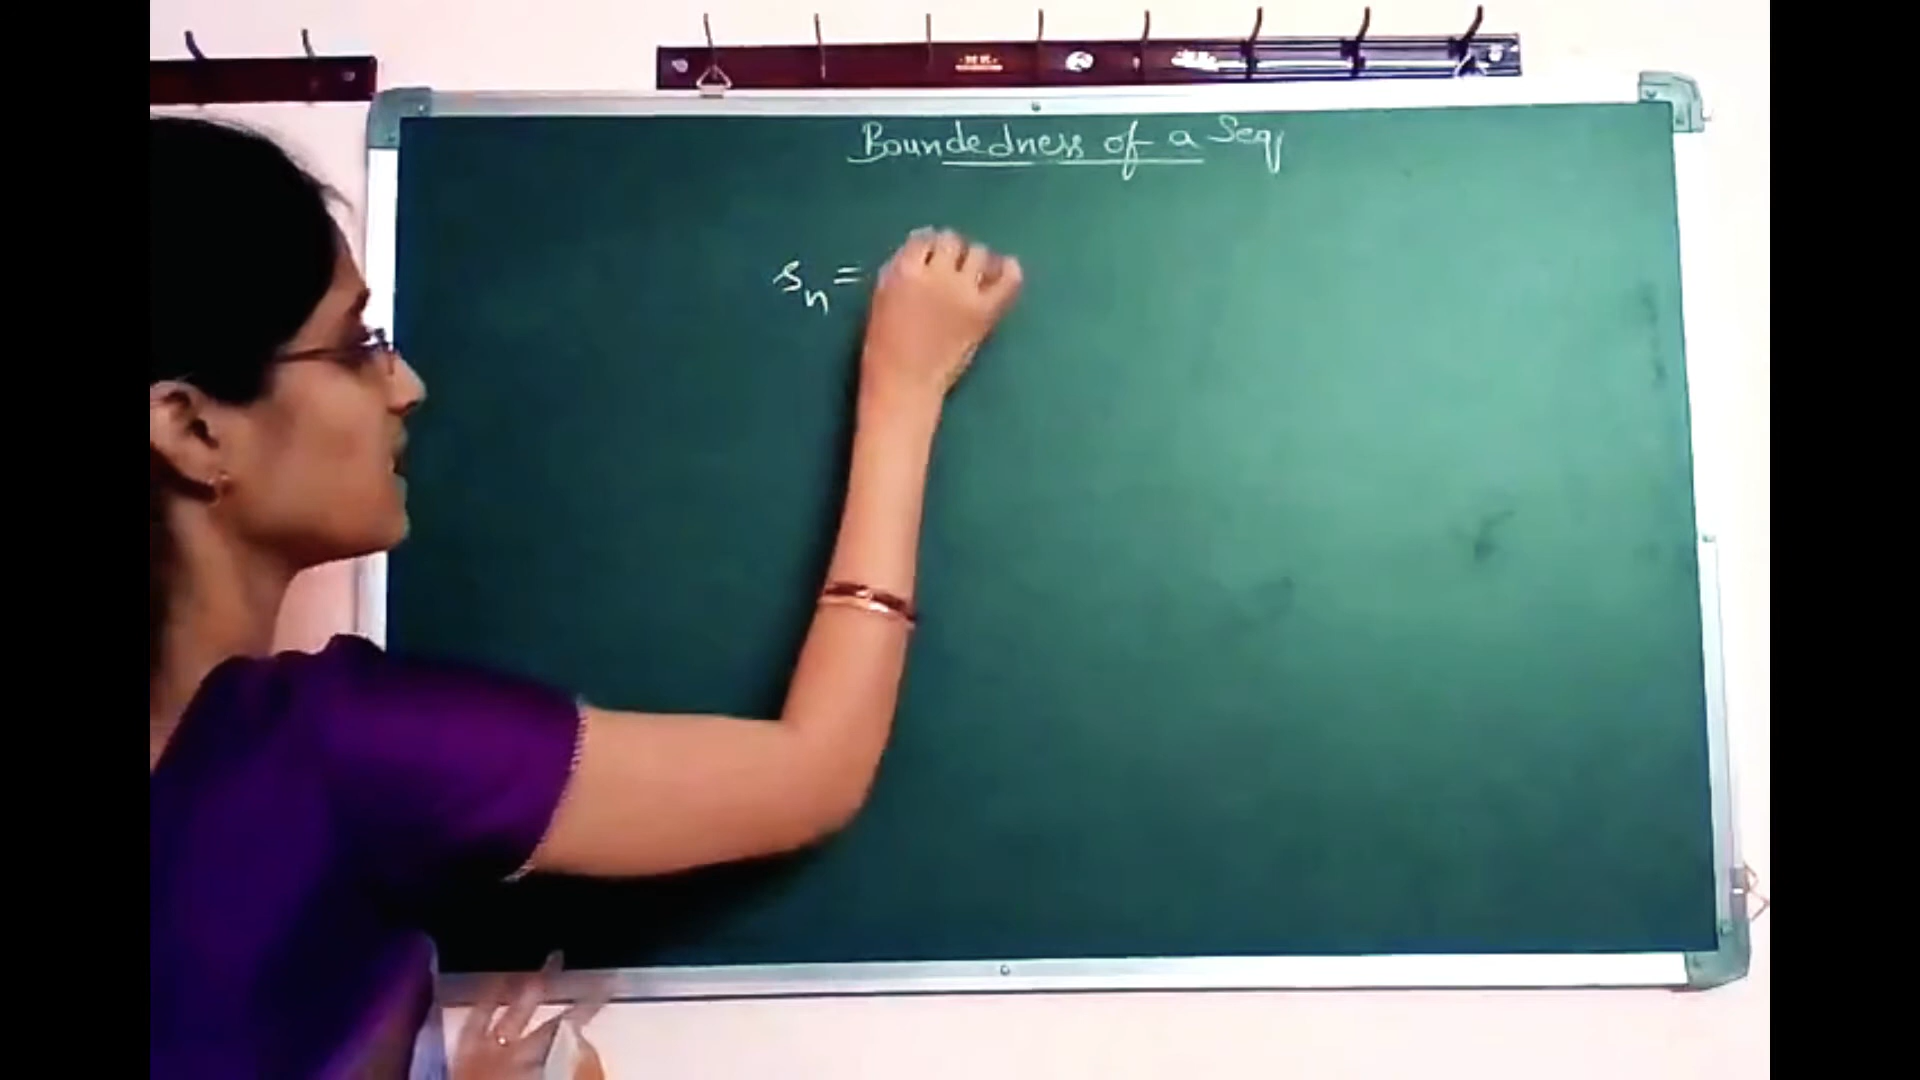 Boundedness of a Seq
sₙ =